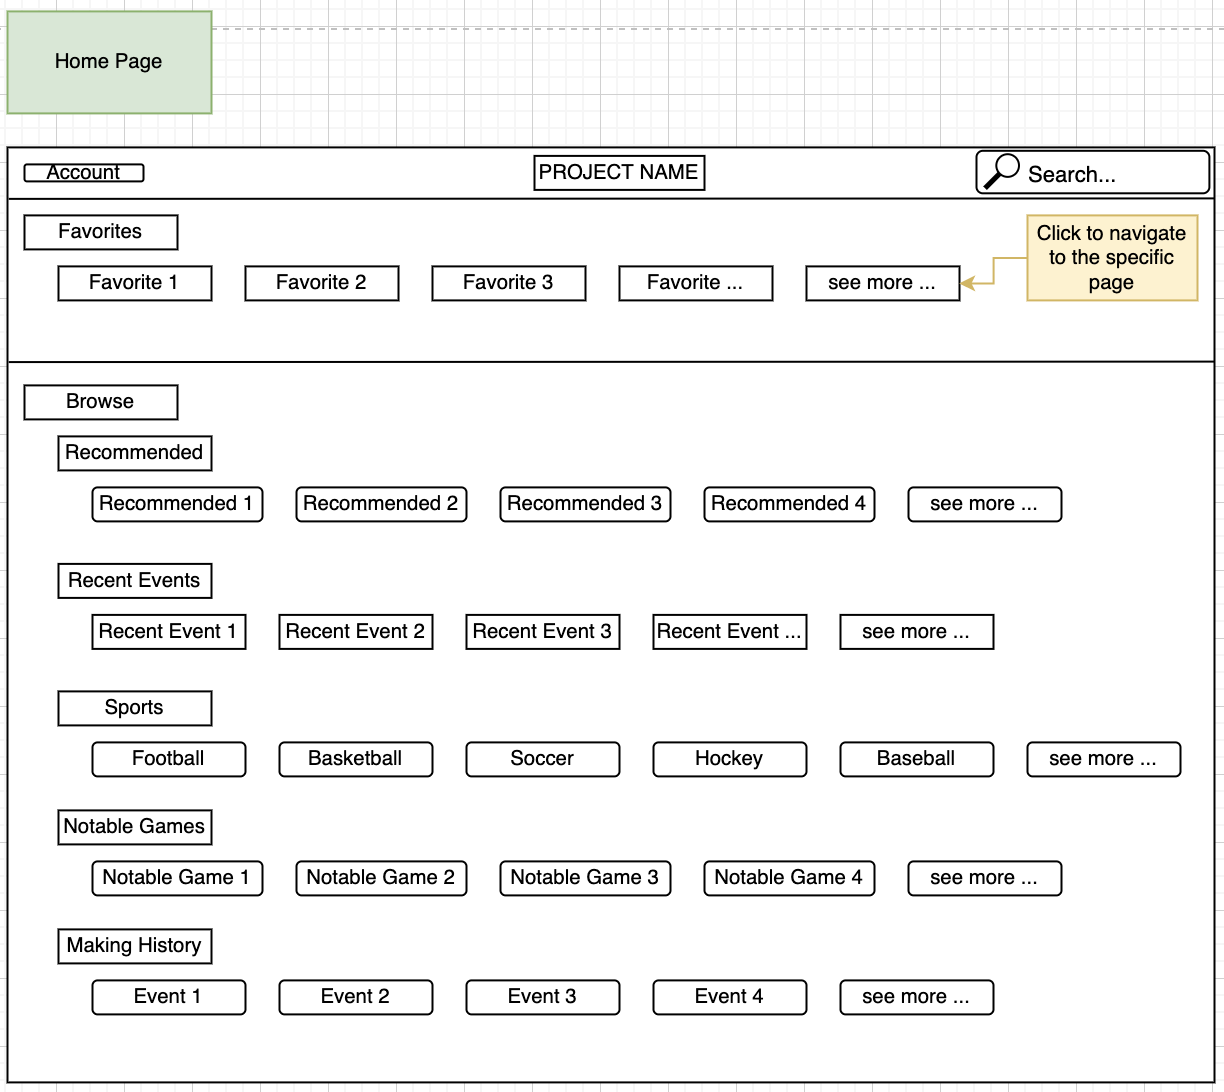 Home Page
Account
PROJECT NAME
Search...
Favorites
Click to navigate
to the specific
page
Favorite 1
Favorite 2
Favorite 3
Favorite ...
see more ...
Browse
Recommended
Recommended 1
Recommended 2
Recommended 3
Recommended 4
see more ...
Recent Events
Recent Event 1
Recent Event 2
Recent Event 3
Recent Event ...
see more ...
Sports
Football
Basketball
Soccer
Hockey
Baseball
see more ...
Notable Games
Notable Game 1
Notable Game 2
Notable Game 3
Notable Game 4
see more ...
Making History
Event 1
Event 2
Event 3
Event 4
see more ...